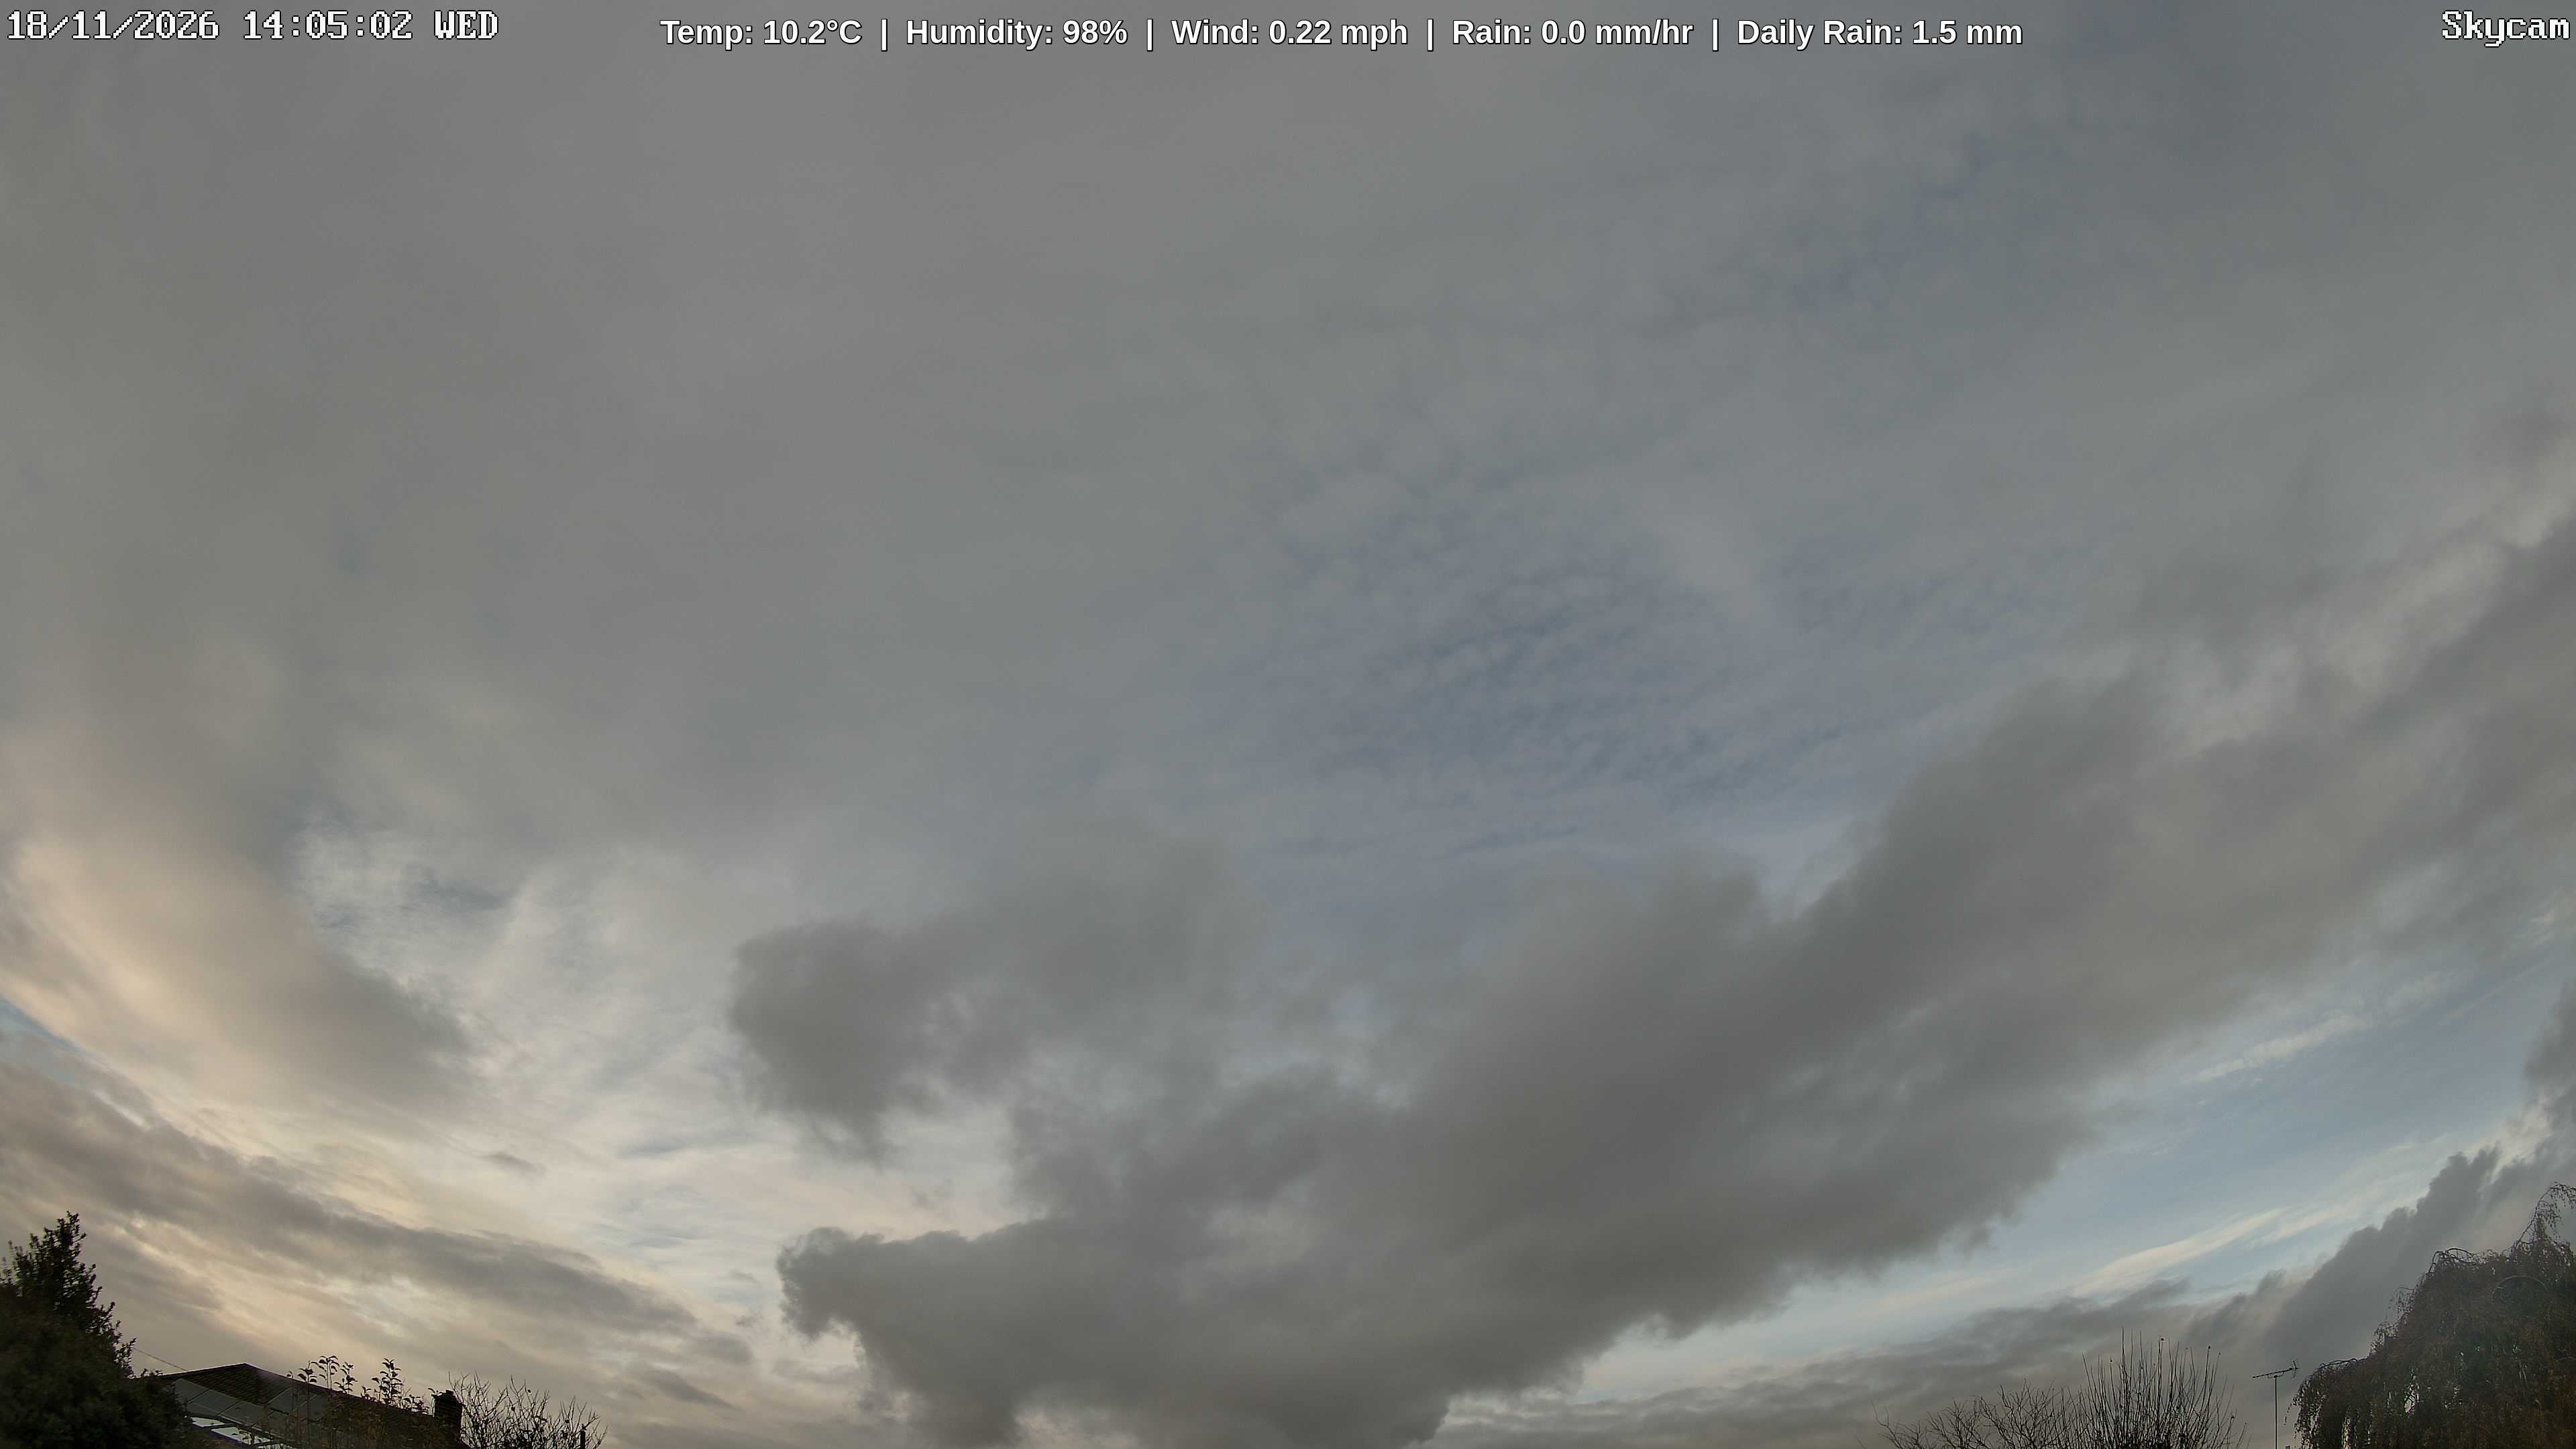 18/11/2026 14:05:02 WED
Temp: 10.2°C | Humidity: 98% | Wind: 0.22 mph | Rain: 0.0 mm/hr | Daily Rain: 1.5 mm
Skycam